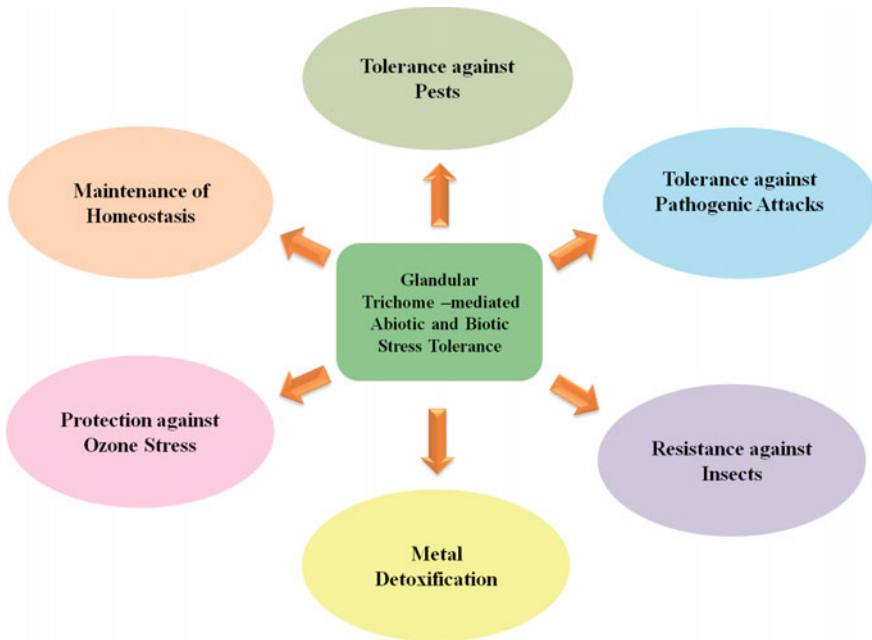 Tolerance against
Pests
Maintenance of
Homeostasis
Tolerance against
Pathogenic Attacks
Glandular
Trichome –mediated
Abiotic and Biotic
Stress Tolerance
Protection against
Ozone Stress
Resistance against
Insects
Metal
Detoxification